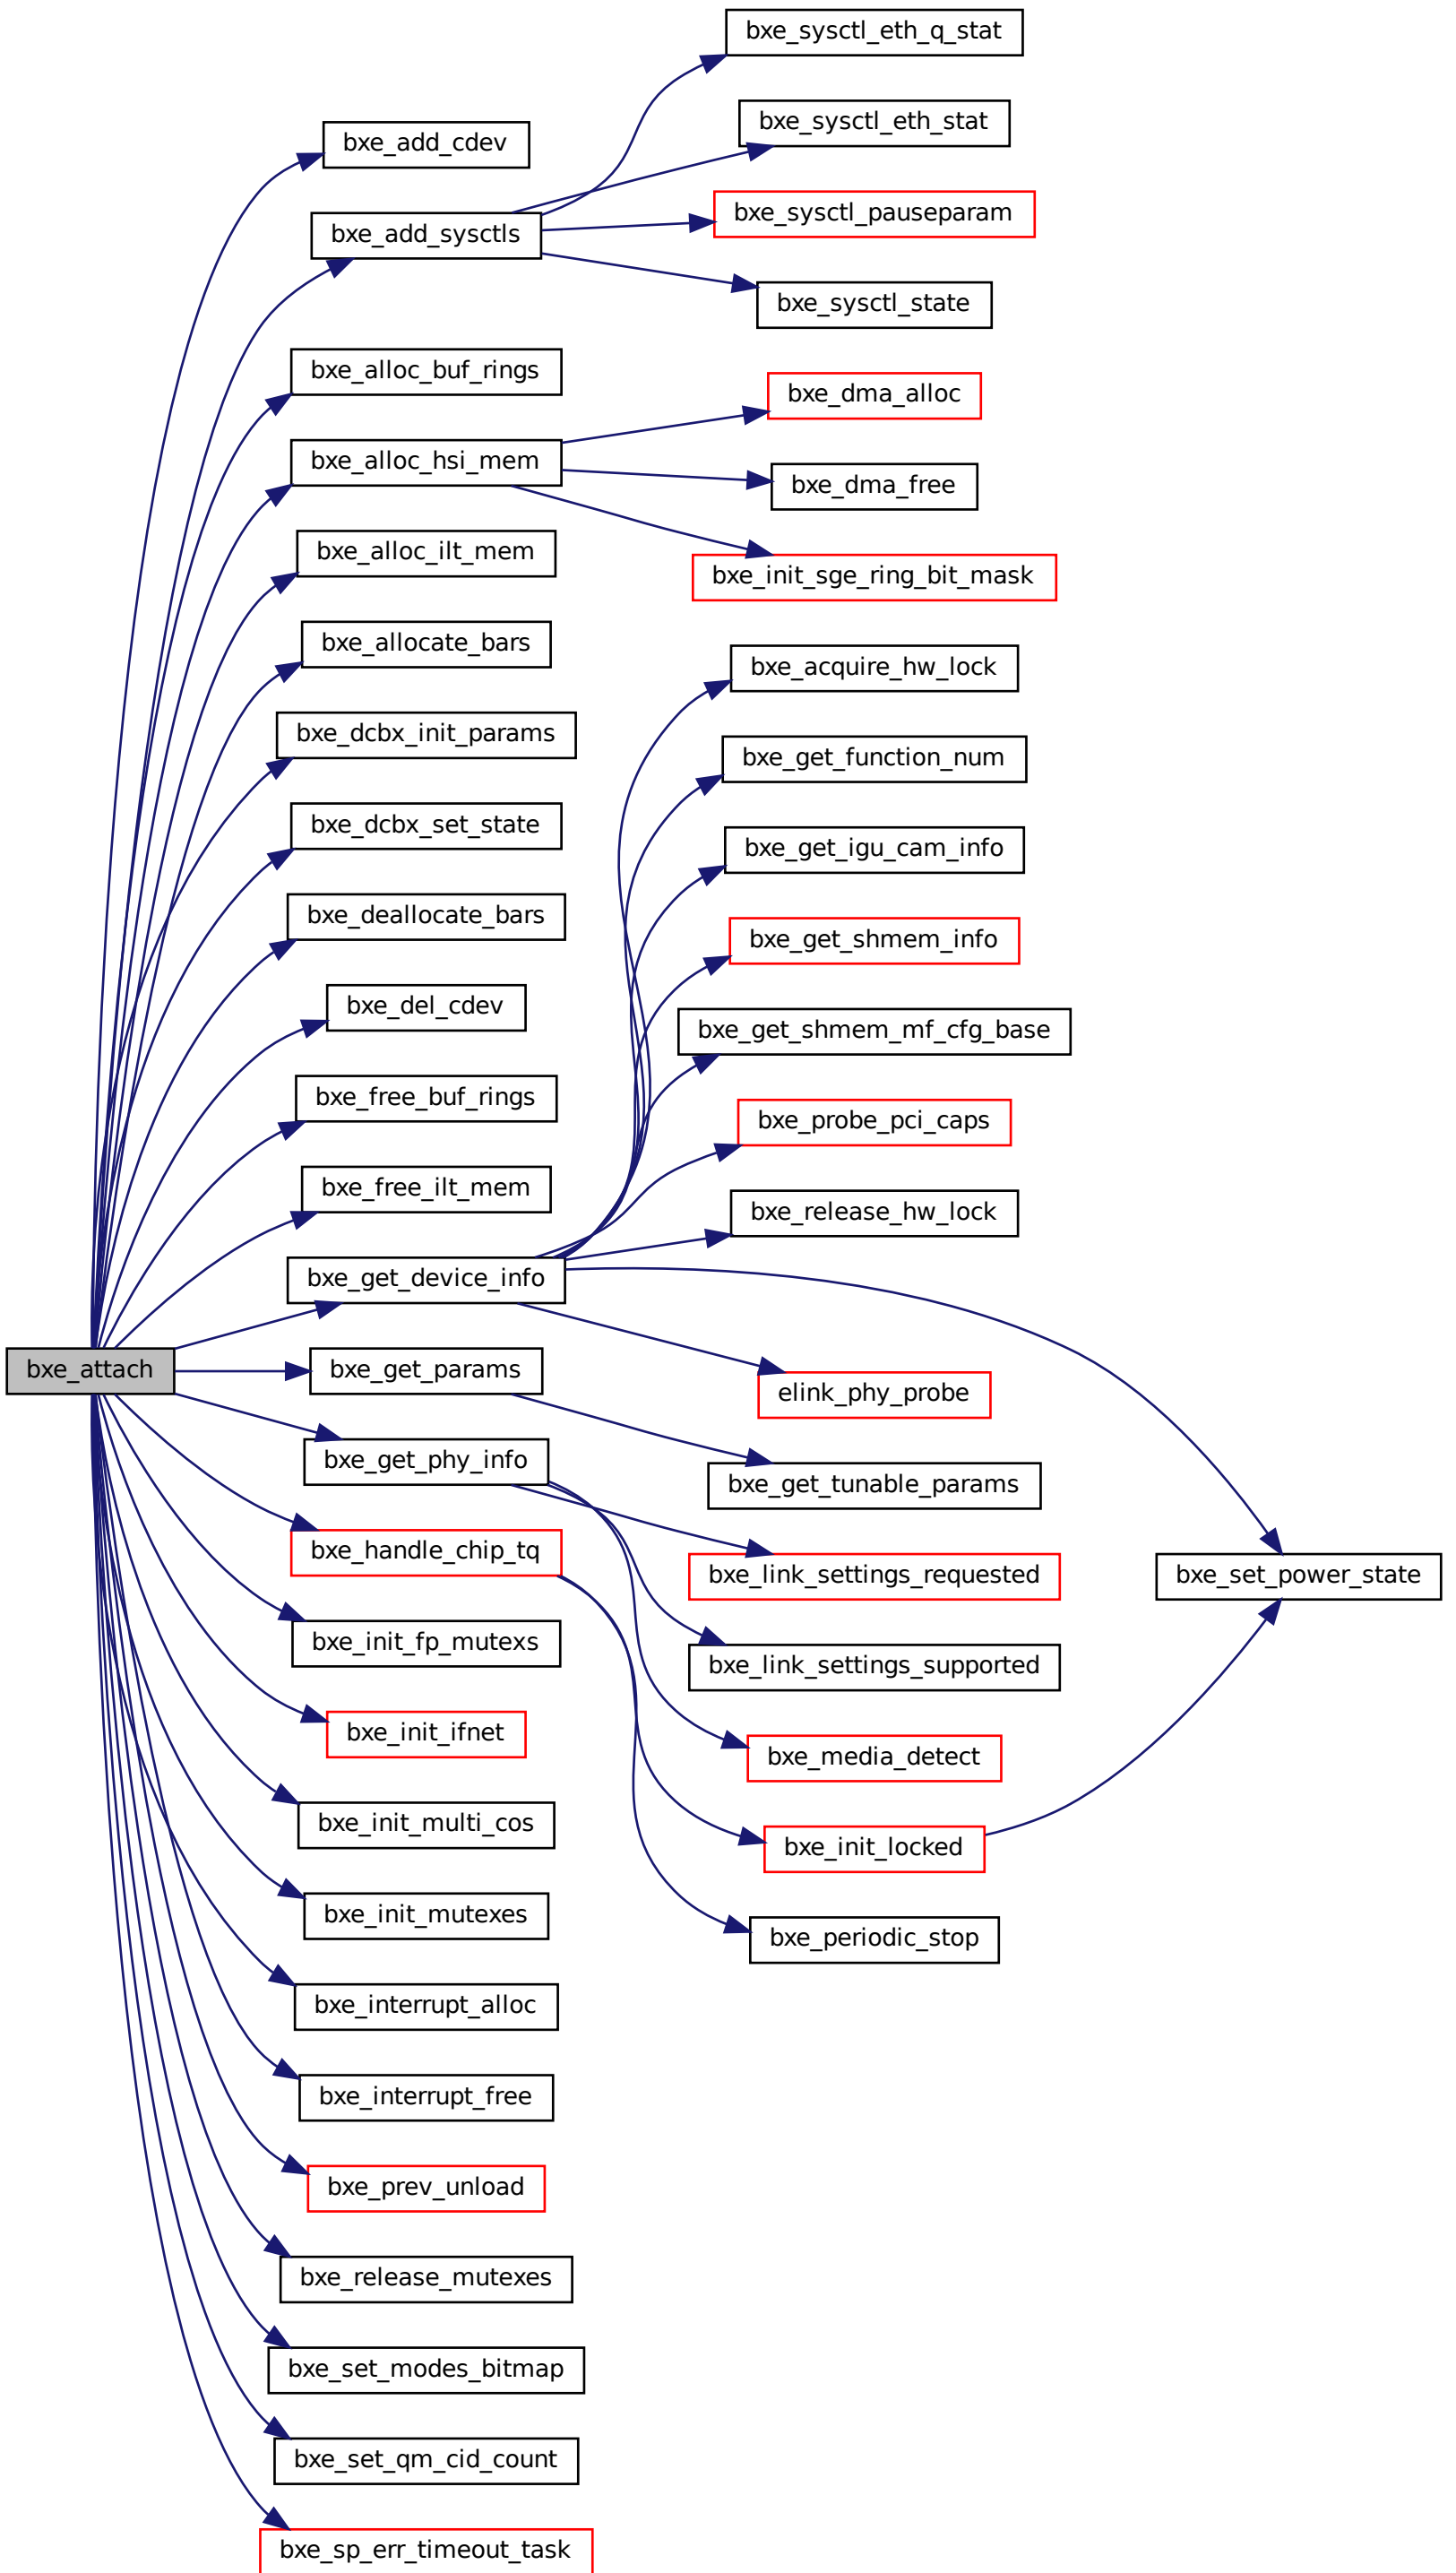 bxe_attach
bxe_add_cdev
bxe_add_sysctls
bxe_alloc_buf_rings
bxe_alloc_hsi_mem
bxe_alloc_ilt_mem
bxe_allocate_bars
bxe_dcbx_init_params
bxe_dcbx_set_state
bxe_deallocate_bars
bxe_del_cdev
bxe_free_buf_rings
bxe_free_ilt_mem
bxe_get_device_info
bxe_get_params
bxe_get_phy_info
bxe_handle_chip_tq
bxe_init_fp_mutexs
bxe_init_ifnet
bxe_init_multi_cos
bxe_init_mutexes
bxe_interrupt_alloc
bxe_interrupt_free
bxe_prev_unload
bxe_release_mutexes
bxe_set_modes_bitmap
bxe_set_qm_cid_count
bxe_sp_err_timeout_task
bxe_sysctl_eth_q_stat
bxe_sysctl_eth_stat
bxe_sysctl_pauseparam
bxe_sysctl_state
bxe_dma_alloc
bxe_dma_free
bxe_init_sge_ring_bit_mask
bxe_acquire_hw_lock
bxe_get_function_num
bxe_get_igu_cam_info
bxe_get_shmem_info
bxe_get_shmem_mf_cfg_base
bxe_probe_pci_caps
bxe_release_hw_lock
elink_phy_probe
bxe_get_tunable_params
bxe_link_settings_requested
bxe_link_settings_supported
bxe_media_detect
bxe_init_locked
bxe_periodic_stop
bxe_set_power_state